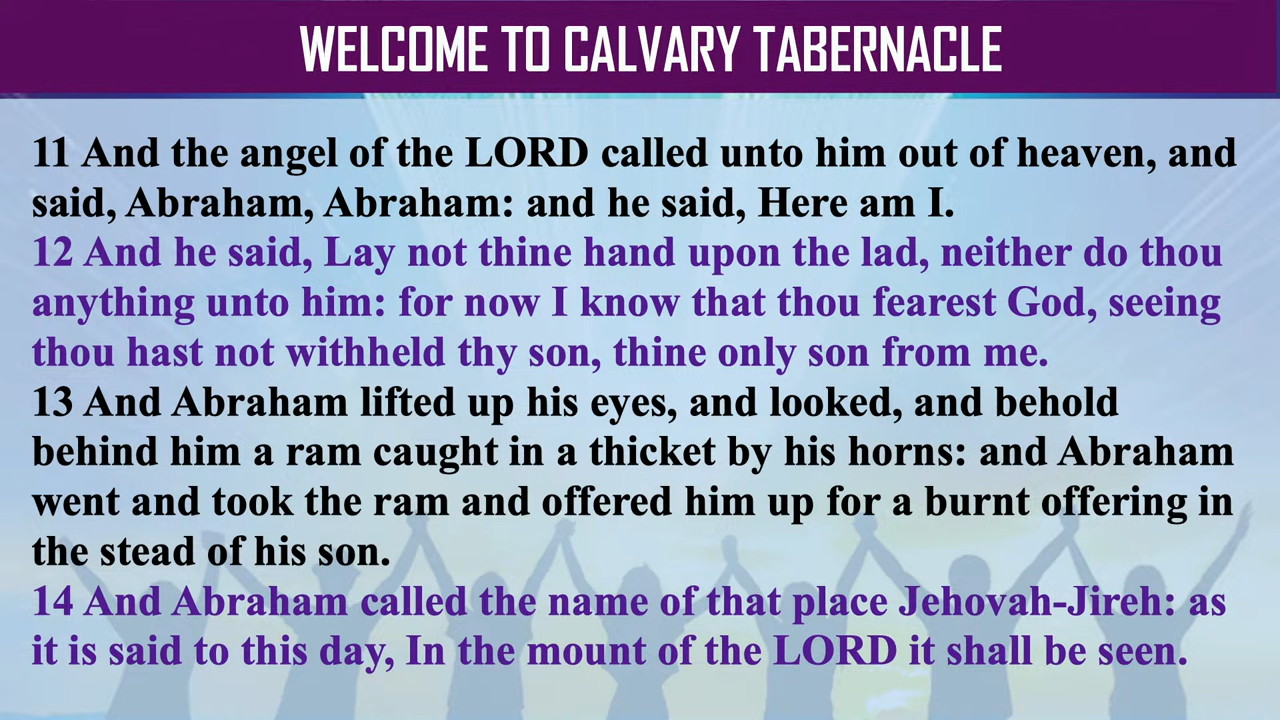 WELCOME TO CALVARY TABERNACLE
11 And the angel of the LORD called unto him out of heaven, and
said, Abraham, Abraham: and he said, Here am I.
12 And he said, Lay not thine hand upon the lad, neither do thou
anything unto him: for now I know that thou fearest God, seeing
thou hast not withheld thy son, thine only son from me.
13 And Abraham lifted up his eyes, and looked, and behold
behind him a ram caught in a thicket by his horns: and Abraham
went and took the ram and offered him up for a burnt offering in
the stead of his son.
14 And Abraham called the name of that place Jehovah-Jireh: as
it is said to this day, In the mount of the LORD it shall be seen.